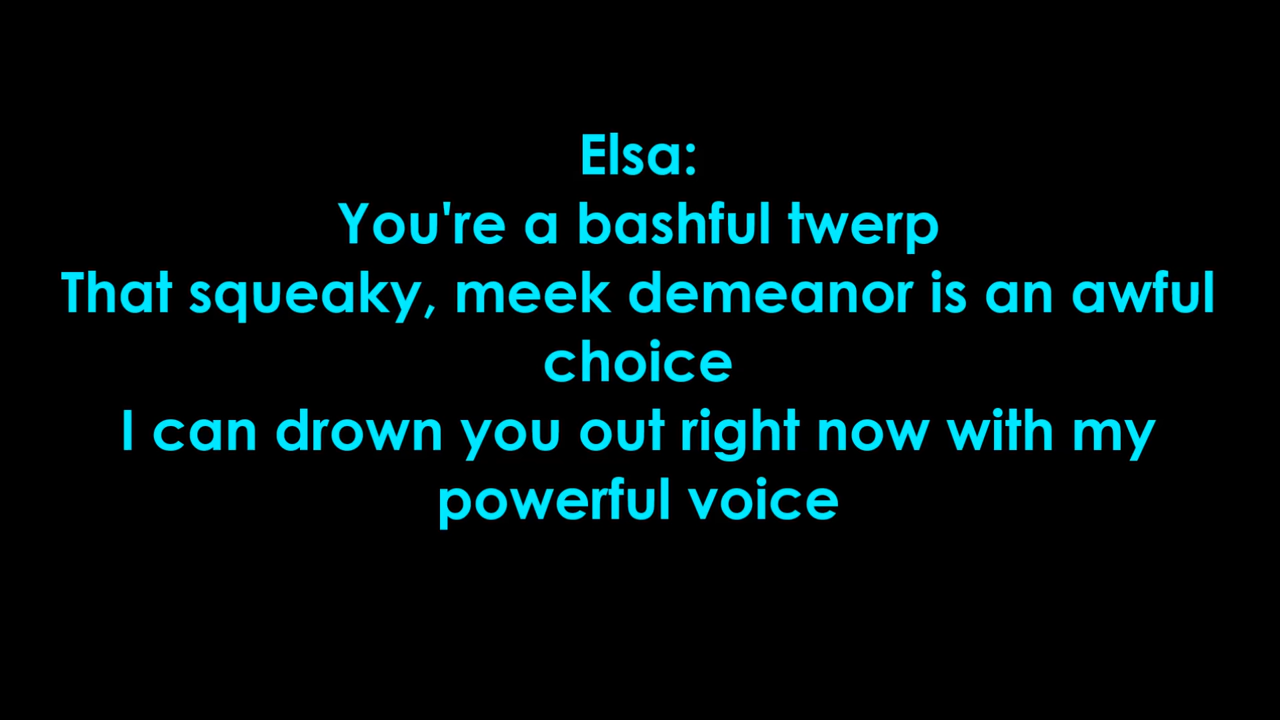 Elsa:
You're a bashful twerp
That squeaky, meek demeanor is an awful
choice
I can drown you out right now with my
powerful voice